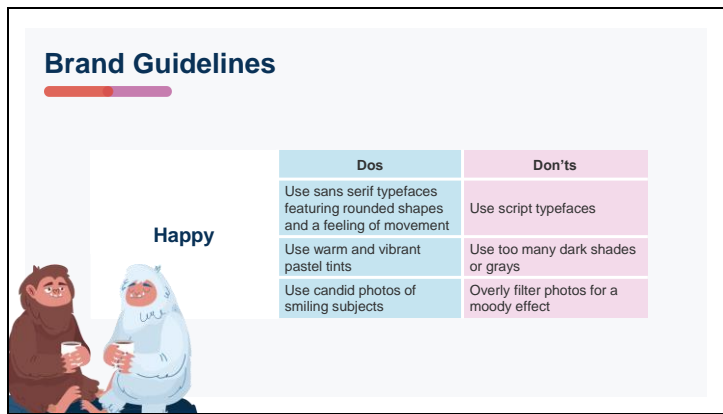 Brand Guidelines
Dos
Don’ts
Happy
Use sans serif typefaces
featuring rounded shapes
and a feeling of movement
Use script typefaces
Use warm and vibrant
pastel tints
Use too many dark shades
or grays
Use candid photos of
smiling subjects
Overly filter photos for a
moody effect